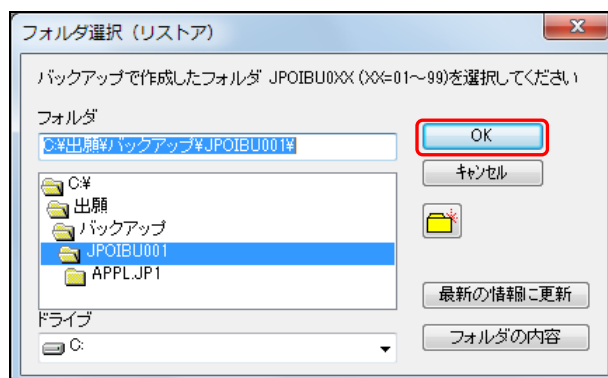 フォルダ選択（リストア）
バックアップで作成したフォルダ JPOIBU0XX (XX=01～99)を選択してください
フォルダ
C:¥出願¥バックアップ¥JPOIBU001¥
OK
キャンセル
C:¥
出願
バックアップ
JPOIBU001
APPL.JP1
最新の情報に更新
ドライブ
C:
フォルダの内容